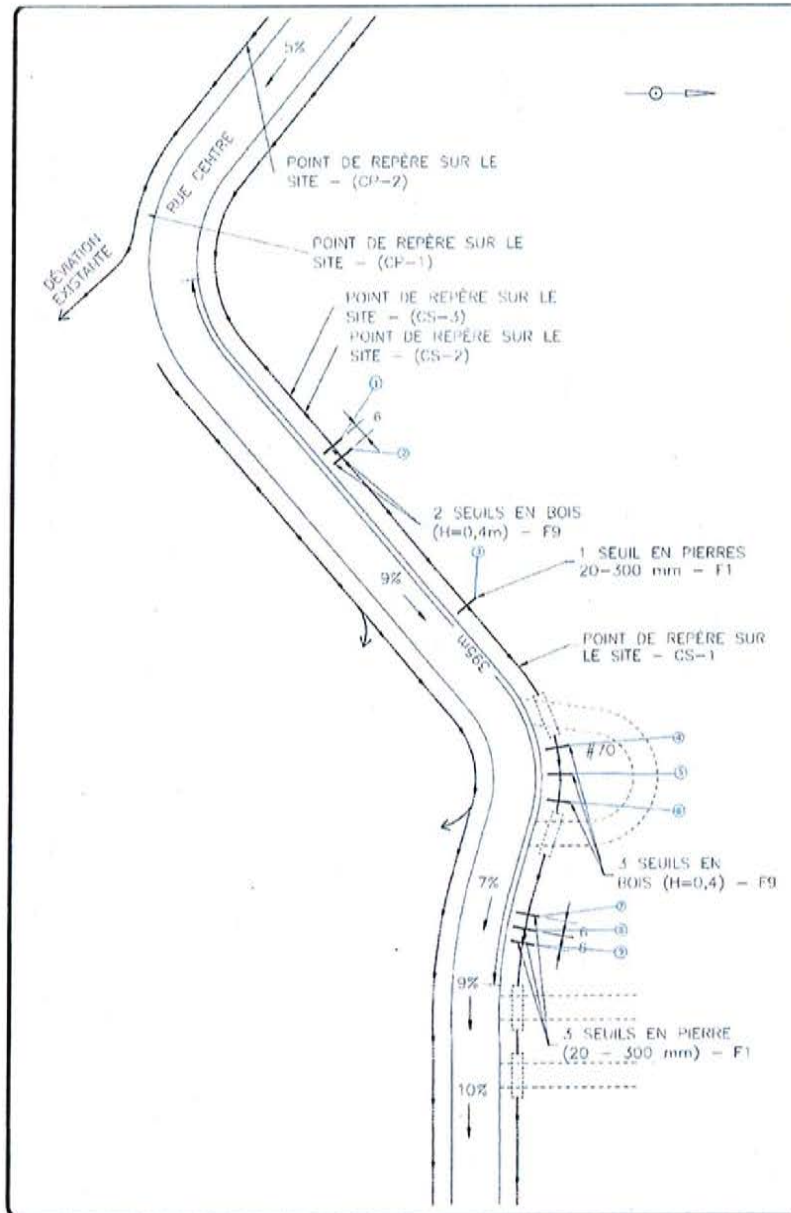 5%
RUE CENTRE
POINT DE REPÈRE SUR LE
SITE - (CP-2)
POINT DE REPÈRE SUR LE
SITE - (CP-1)
DÉVIATION
EXISTANTE
POINT DE REPÈRE SUR LE
SITE - (CS-3)
POINT DE REPÈRE SUR LE
SITE - (CS-2)
1
6
2
2 SEUILS EN BOIS
(H=0,4m) - F9
3
1 SEUIL EN PIERRES
20-300 mm - F1
9%
395m
POINT DE REPÈRE SUR
LE SITE - CS-1
4
#70
5
6
3 SEUILS EN
BOIS (H=0,4) - F9
7%
7
8
6
6
9
9%
3 SEUILS EN PIERRE
(20 - 300 mm) - F1
10%